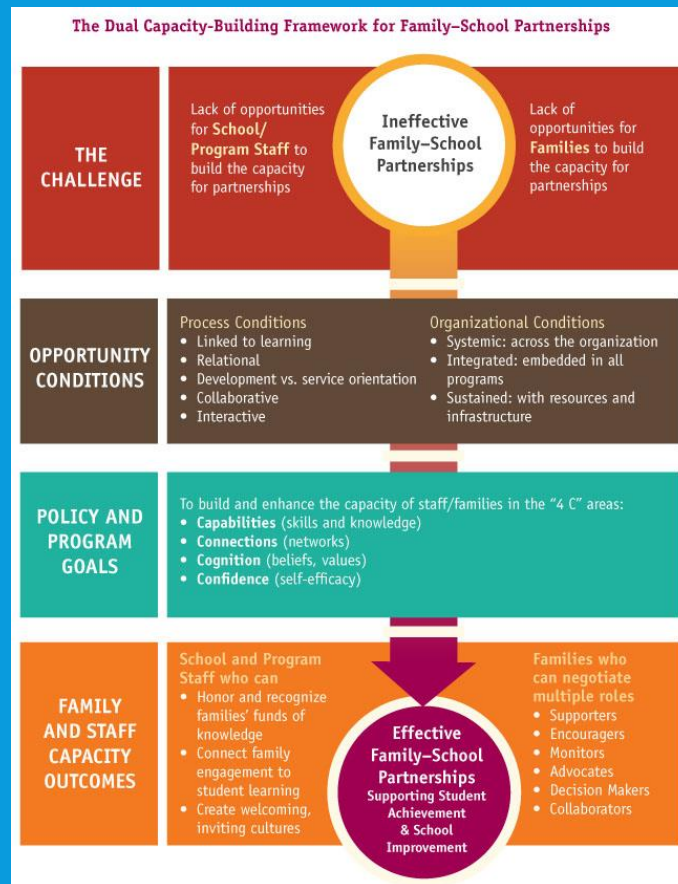 The Dual Capacity-Building Framework for Family–School Partnerships
THE
CHALLENGE
Lack of opportunities
for School/
Program Staff to
build the capacity
for partnerships
Ineffective
Family–School
Partnerships
Lack of
opportunities for
Families to build
the capacity for
partnerships
OPPORTUNITY
CONDITIONS
Process Conditions
• Linked to learning
• Relational
• Development vs. service orientation
• Collaborative
• Interactive
Organizational Conditions
• Systemic: across the organization
• Integrated: embedded in all
programs
• Sustained: with resources and
infrastructure
POLICY AND
PROGRAM
GOALS
To build and enhance the capacity of staff/families in the “4 C” areas:
• Capabilities (skills and knowledge)
• Connections (networks)
• Cognition (beliefs, values)
• Confidence (self-efficacy)
FAMILY
AND STAFF
CAPACITY
OUTCOMES
School and Program
Staff who can
• Honor and recognize
families’ funds of
knowledge
• Connect family
engagement to
student learning
• Create welcoming,
inviting cultures
Effective
Family–School
Partnerships
Supporting Student
Achievement
& School
Improvement
Families who
can negotiate
multiple roles
• Supporters
• Encouragers
• Monitors
• Advocates
• Decision Makers
• Collaborators